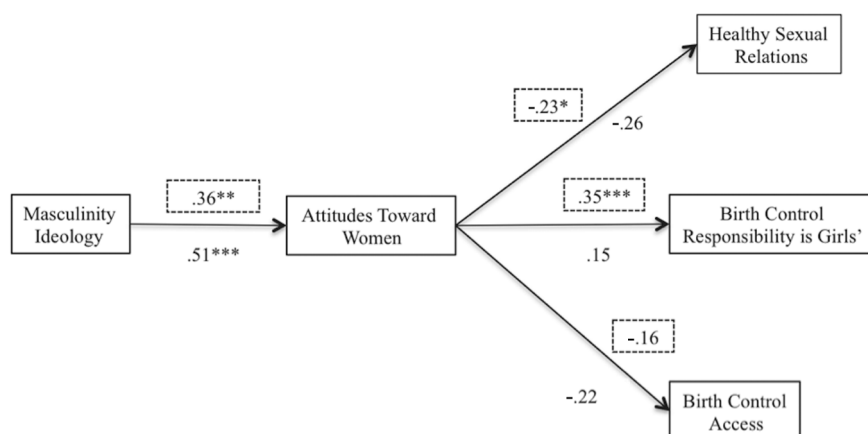 Healthy Sexual
Relations
-.23*
-.26
.36**
.35***
Masculinity
Ideology
Attitudes Toward
Women
Birth Control
Responsibility is Girls’
.51***
.15
-.16
-.22
Birth Control
Access